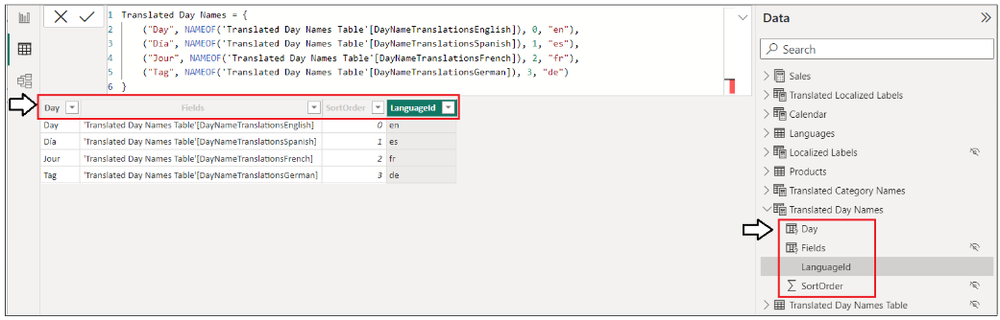 1 Translated Day Names = {
2 ("Day", NAMEOF('Translated Day Names Table'[DayNameTranslationsEnglish]), 0, "en"),
3 ("Día", NAMEOF('Translated Day Names Table'[DayNameTranslationsSpanish]), 1, "es"),
4 ("Jour", NAMEOF('Translated Day Names Table'[DayNameTranslationsFrench]), 2, "fr"),
5 ("Tag", NAMEOF('Translated Day Names Table'[DayNameTranslationsGerman]), 3, "de")
6 }
Day Fields SortOrder LanguageId
Day 'Translated Day Names Table'[DayNameTranslationsEnglish] 0 en
Día 'Translated Day Names Table'[DayNameTranslationsSpanish] 1 es
Jour 'Translated Day Names Table'[DayNameTranslationsFrench] 2 fr
Tag 'Translated Day Names Table'[DayNameTranslationsGerman] 3 de
Data
Search
Sales
Translated Localized Labels
Calendar
Languages
Localized Labels
Products
Translated Category Names
Translated Day Names
Day
Fields
LanguageId
SortOrder
Translated Day Names Table